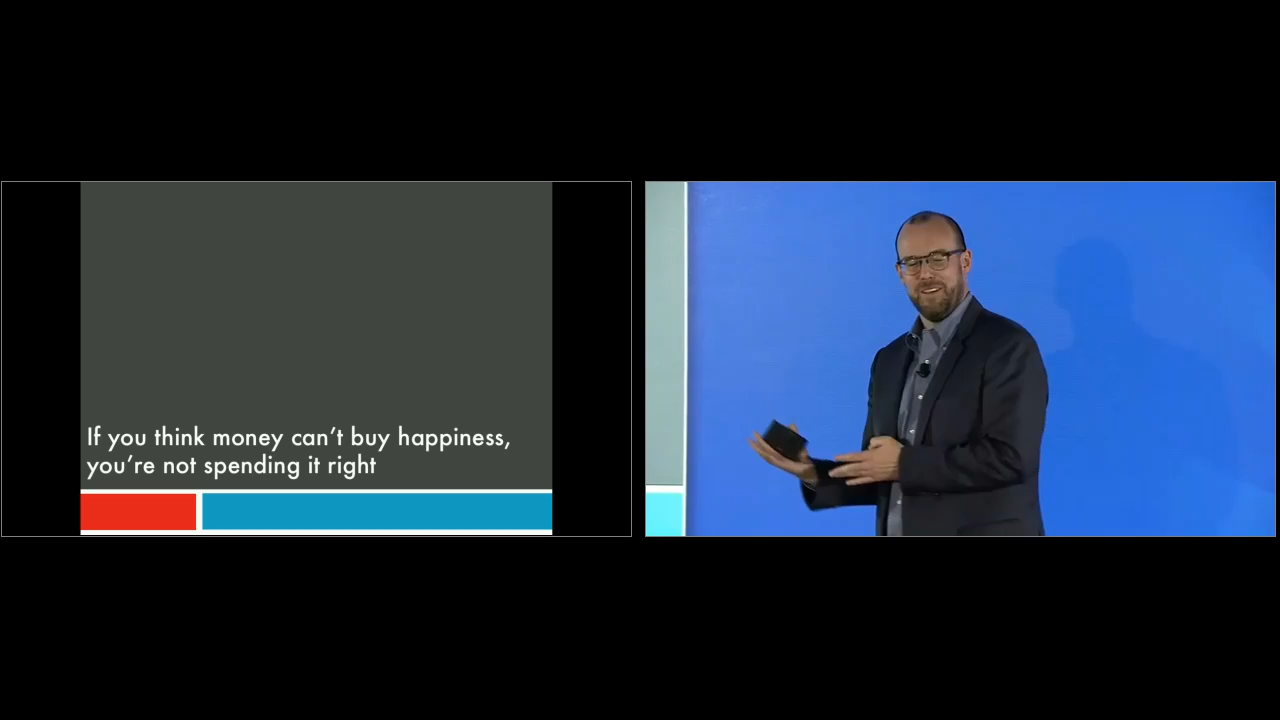 If you think money can’t buy happiness,
you’re not spending it right